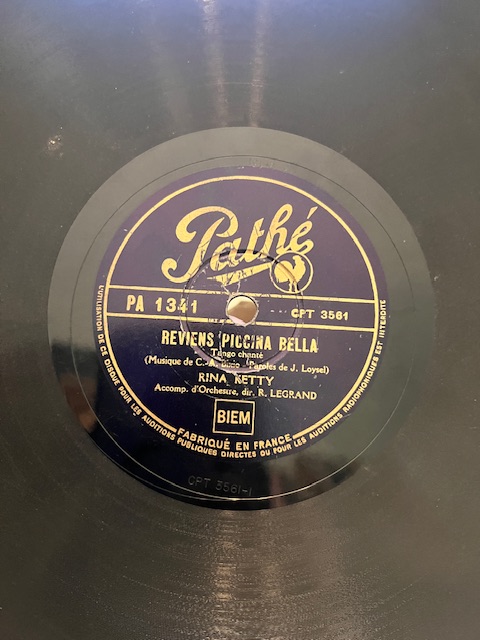 Pathé
PA 1341
CPT 3561
REVIENS PICCINA BELLA
Tango chanté
(Musique de C.-A. Paroles de J. Loysel)
RINA KETTY
Accomp. d'Orchestre, dir. R. LEGRAND
BIEM
FABRIQUÉ EN FRANCE
L'UTILISATION DE CE DISQUE POUR LES AUDITIONS PUBLIQUES DIRECTES OU POUR LES AUDITIONS RADIOPHONIQUES EST INTERDITE
CPT 3561-1